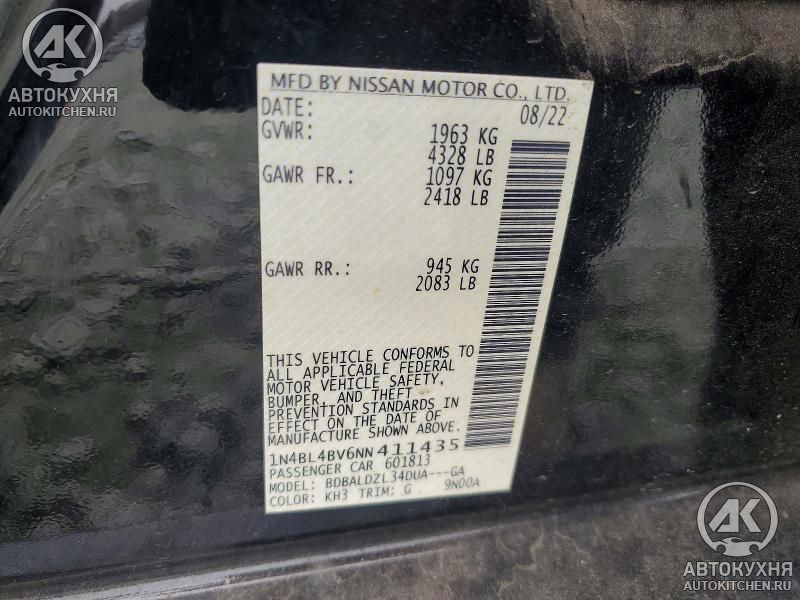 АК
АВТОКУХНЯ
AUTOKITCHEN.RU
MFD BY NISSAN MOTOR CO., LTD.
DATE: 08/22
GVWR: 1963 KG
4328 LB
GAWR FR.: 1097 KG
2418 LB
GAWR RR.: 945 KG
2083 LB
THIS VEHICLE CONFORMS TO
ALL APPLICABLE FEDERAL
MOTOR VEHICLE SAFETY,
BUMPER, AND THEFT
PREVENTION STANDARDS IN
EFFECT ON THE DATE OF
MANUFACTURE SHOWN ABOVE.
1N4BL4BV6NN411435
PASSENGER CAR 601813
MODEL: BDBALDZL34DUA---GA
COLOR: KH3 TRIM: G 9N00A
АК
АВТОКУХНЯ
AUTOKITCHEN.RU